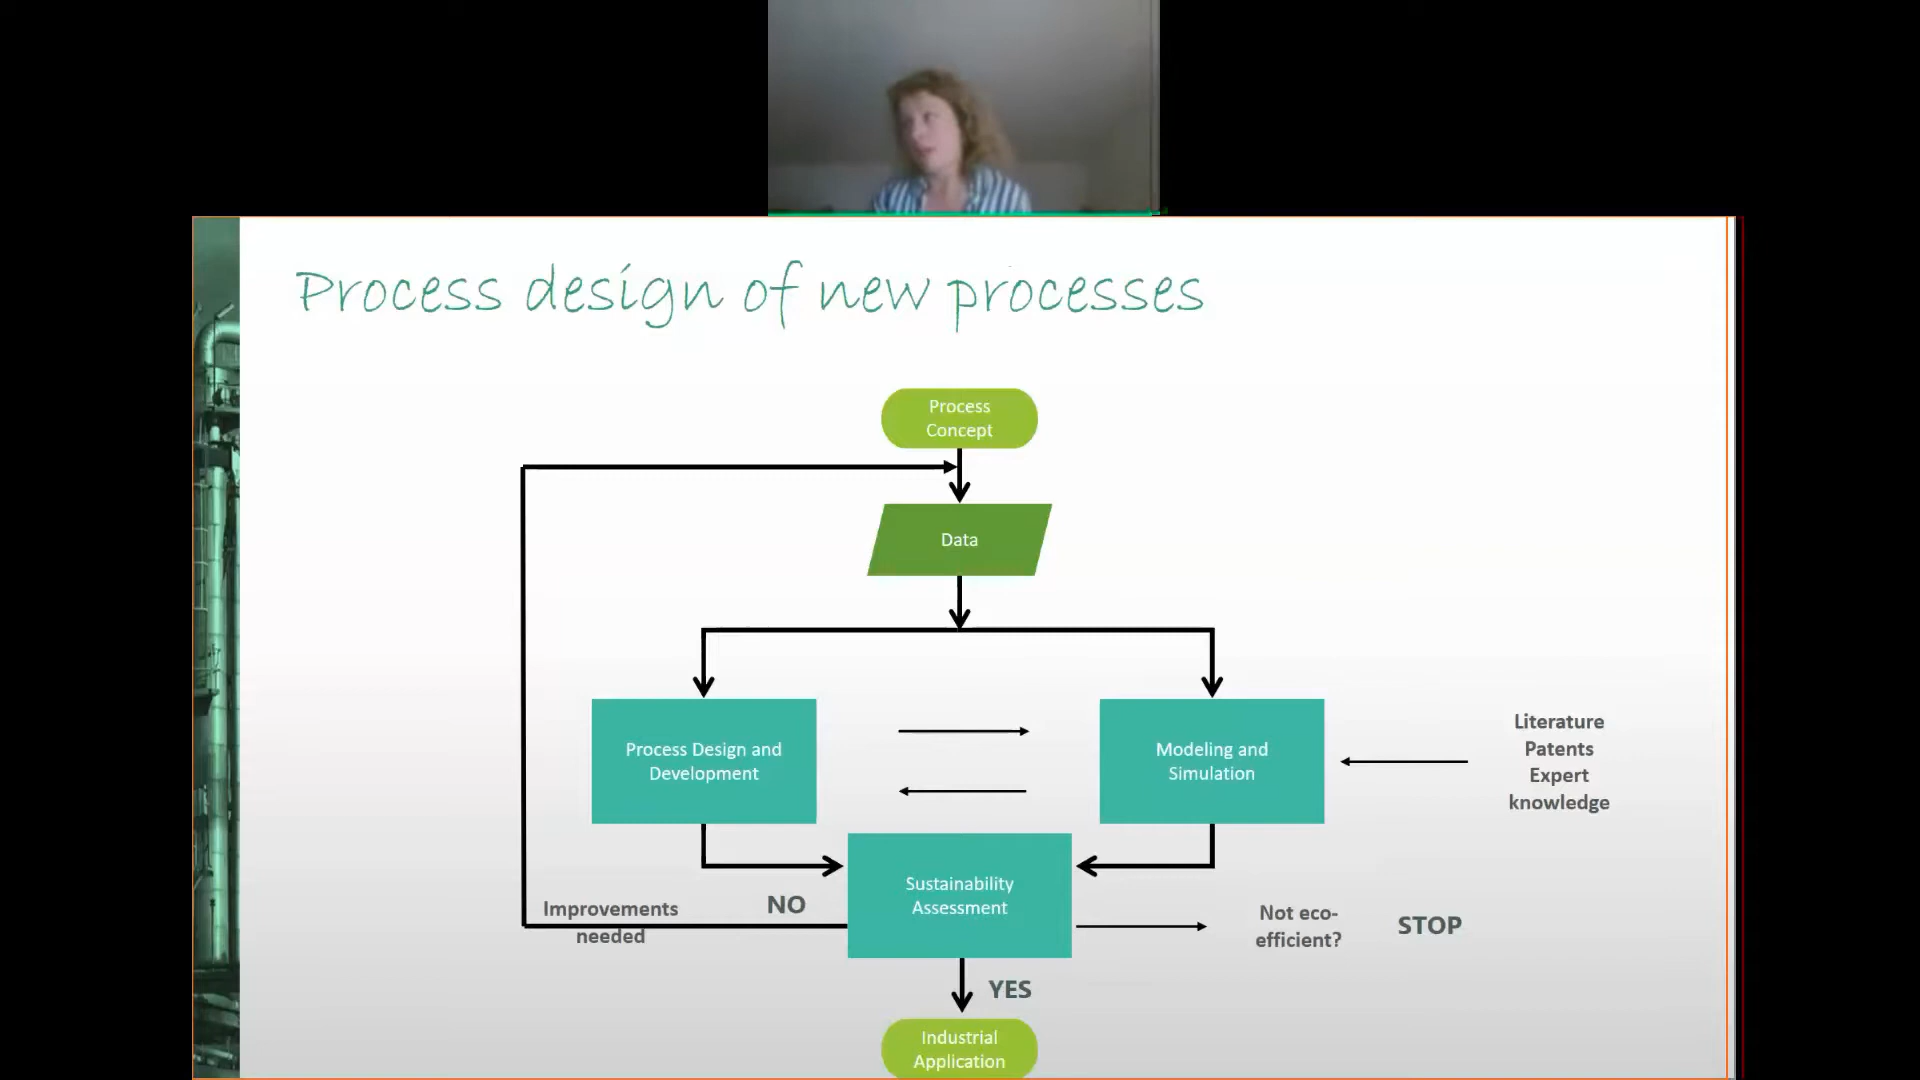 Process design of new processes
Process
Concept
Data
Process Design and
Development
Modeling and
Simulation
Literature
Patents
Expert
knowledge
Sustainability
Assessment
NO
Improvements
needed
Not eco-
efficient?
STOP
YES
Industrial
Application